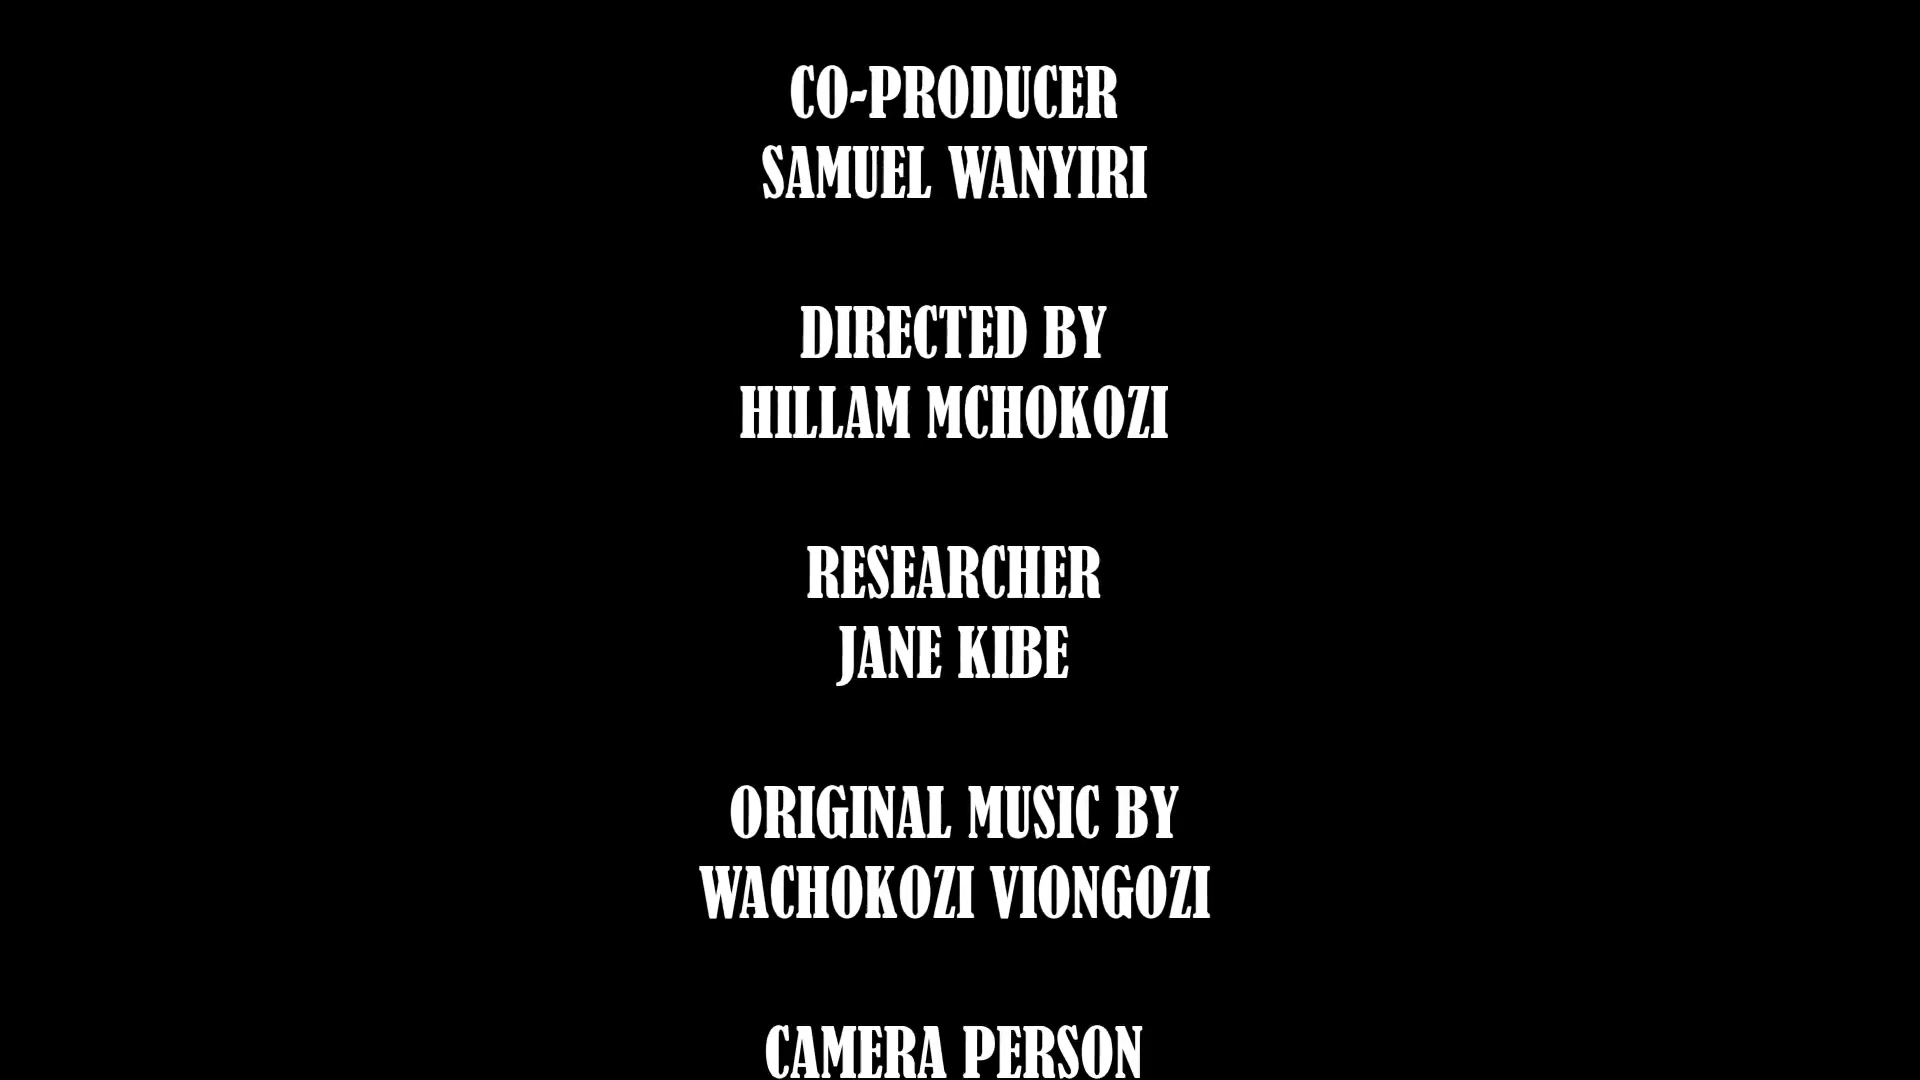 CO-PRODUCER
SAMUEL WANYIRI
DIRECTED BY
HILLAM MCHOKOZI
RESEARCHER
JANE KIBE
ORIGINAL MUSIC BY
WACHOKOZI VIONGOZI
CAMERA PERSON